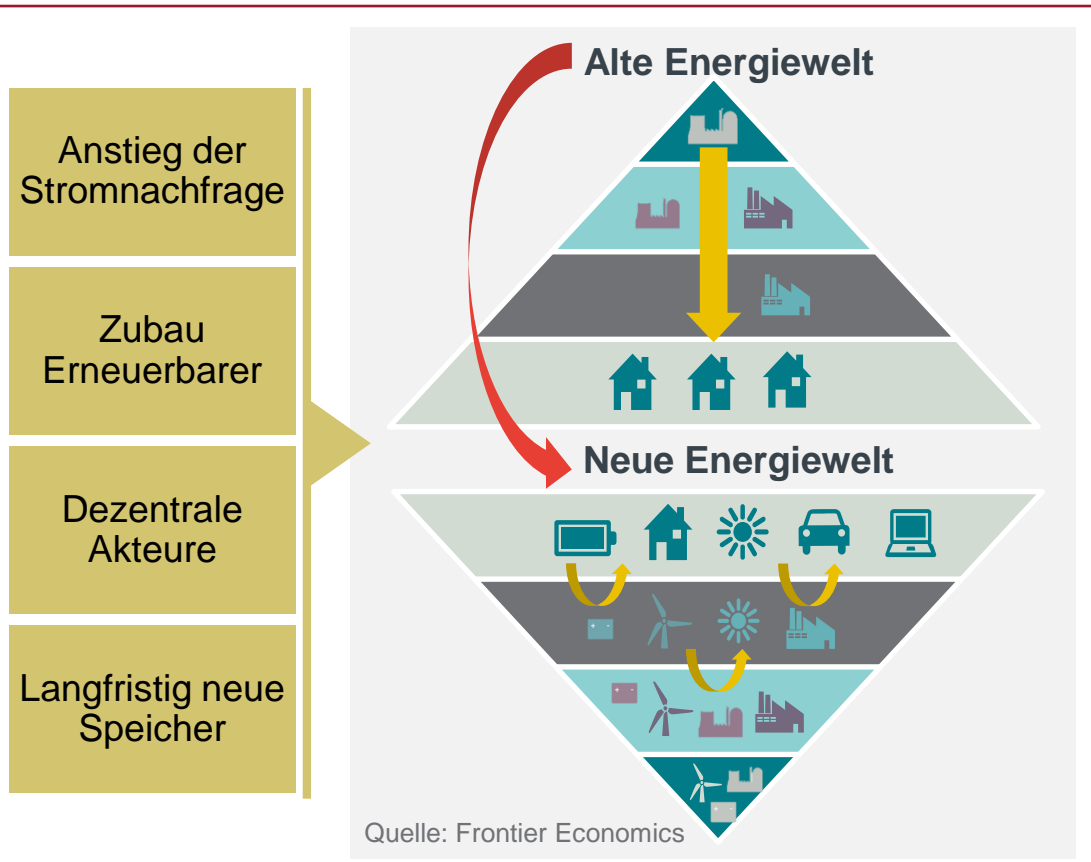 Anstieg der
Stromnachfrage
Zubau
Erneuerbarer
Dezentrale
Akteure
Langfristig neue
Speicher
Alte Energiewelt
Neue Energiewelt
Quelle: Frontier Economics